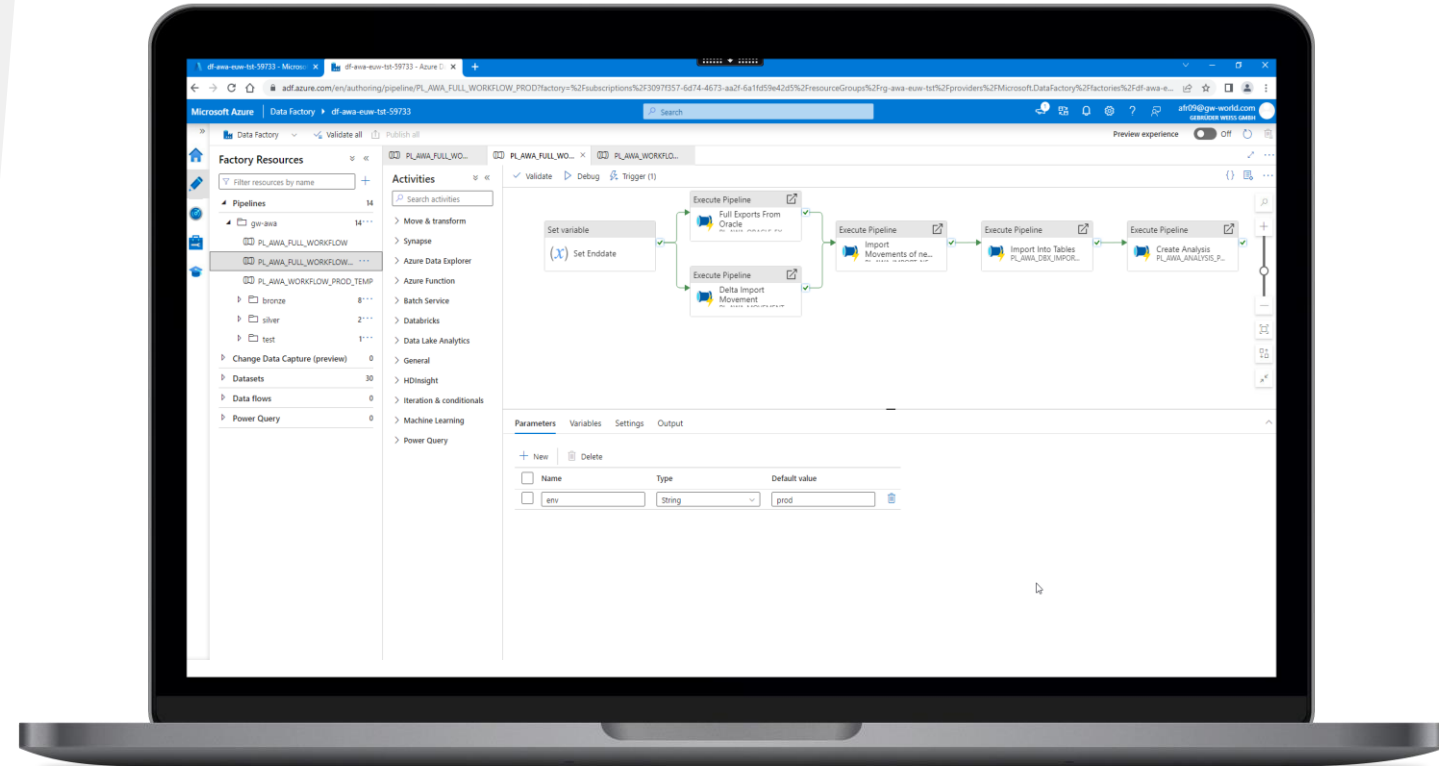 df-awa-euw-tst-59733 - Microso
df-awa-euw-tst-59733 - Azure D
adf.azure.com/en/authoring/pipeline/PL_AWA_FULL_WORKFLOW_PROD?factory=%2Fsubscriptions%2F3097f357-6d74-4673-aa2f-6a1fd59e42d5%2FresourceGroups%2Frg-awa-euw-tst%2Fproviders%2FMicrosoft.DataFactory%2Ffactories%2Fdf-awa-e...
Microsoft Azure
Data Factory
df-awa-euw-tst-59733
Search
afr09@gw-world.com
GEBRÜDER WEISS GMBH
Data Factory
Validate all
Publish all
Preview experience
Off
Factory Resources
Filter resources by name
Pipelines 14
gw-awa 14
PL_AWA_FULL_WORKFLOW
PL_AWA_FULL_WORKFLOW...
PL_AWA_WORKFLOW_PROD_TEMP
bronze 8
silver 2
test 1
Change Data Capture (preview) 0
Datasets 30
Data flows 0
Power Query 0
PL_AWA_FULL_WO...
PL_AWA_FULL_WO...
PL_AWA_WORKFLO...
Activities
Search activities
Move & transform
Synapse
Azure Data Explorer
Azure Function
Batch Service
Databricks
Data Lake Analytics
General
HDInsight
Iteration & conditionals
Machine Learning
Power Query
Validate
Debug
Trigger (1)
Set variable
(x) Set Enddate
Execute Pipeline
Full Exports From
Oracle
Execute Pipeline
Delta Import
Movement
Execute Pipeline
Import
Movements of ne...
Execute Pipeline
Import Into Tables
PL_AWA_DBX_IMPOR...
Execute Pipeline
Create Analysis
PL_AWA_ANALYSIS_P...
Parameters
Variables
Settings
Output
New
Delete
Name
Type
Default value
env
String
prod